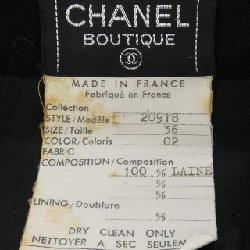 CHANEL
BOUTIQUE
MADE IN FRANCE
Fabriqué en France
Collection
STYLE/Modèle 20918
SIZE/Taille 36
COLOR/Coloris 02
FABRIC
COMPOSITION/Composition
100 % LAINE
%
%
LINING/Doublure %
%
DRY CLEAN ONLY
NETTOYER A SEC SEULEM